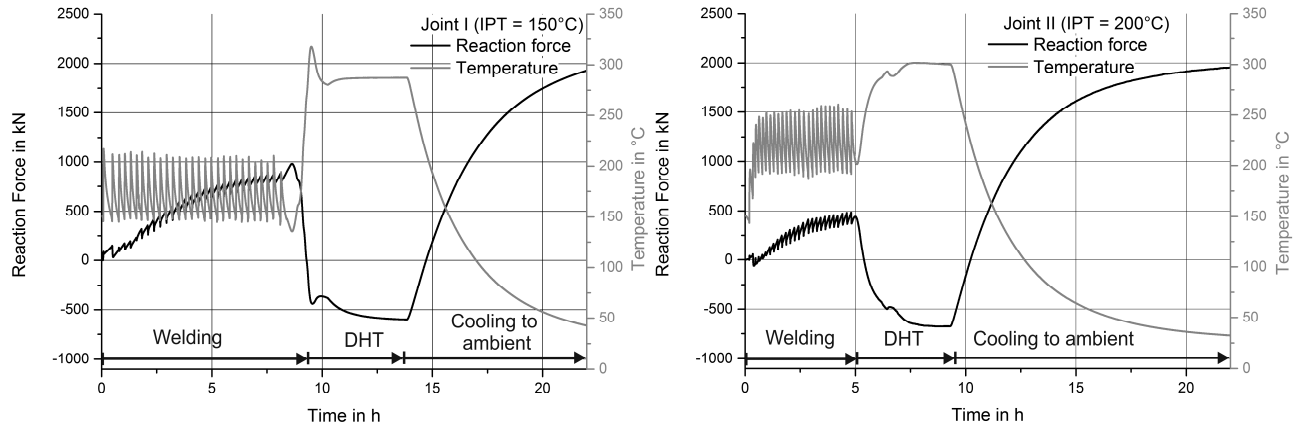 Joint I (IPT = 150°C)
Reaction force
Temperature
Reaction Force in kN
2500
2000
1500
1000
500
0
-500
-1000
350
300
250
200
150
100
50
0
Temperature in °C
Welding
DHT
Cooling to
ambient
0
5
10
15
20
Time in h
Joint II (IPT = 200°C)
Reaction force
Temperature
Reaction Force in kN
2500
2000
1500
1000
500
0
-500
-1000
350
300
250
200
150
100
50
0
Temperature in °C
Welding
DHT
Cooling to ambient
0
5
10
15
20
Time in h